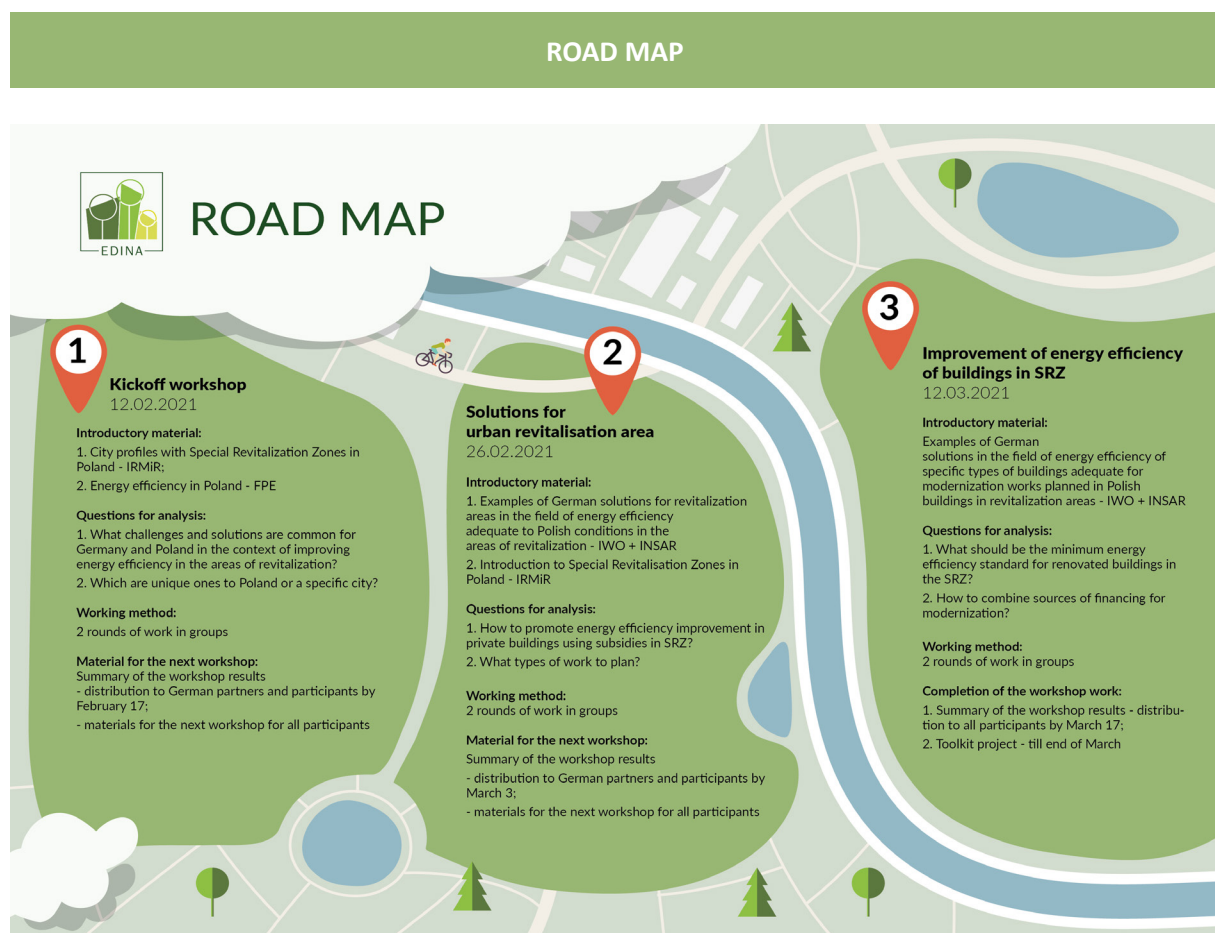 ROAD MAP
EDINA
ROAD MAP
1
Kickoff workshop
12.02.2021
Introductory material:
1. City profiles with Special Revitalization Zones in
Poland - IRMiR;
2. Energy efficiency in Poland - FPE
Questions for analysis:
1. What challenges and solutions are common for
Germany and Poland in the context of improving
energy efficiency in the areas of revitalization?
2. Which are unique ones to Poland or a specific city?
Working method:
2 rounds of work in groups
Material for the next workshop:
Summary of the workshop results
- distribution to German partners and participants by
February 17;
- materials for the next workshop for all participants
2
Solutions for
urban revitalisation area
26.02.2021
Introductory material:
1. Examples of German solutions for revitalization
areas in the field of energy efficiency
adequate to Polish conditions in the
areas of revitalization - IWO + INSAR
2. Introduction to Special Revitalisation Zones in
Poland - IRMiR
Questions for analysis:
1. How to promote energy efficiency improvement in
private buildings using subsidies in SRZ?
2. What types of work to plan?
Working method:
2 rounds of work in groups
Material for the next workshop:
Summary of the workshop results
- distribution to German partners and participants by
March 3;
- materials for the next workshop for all participants
3
Improvement of energy efficiency
of buildings in SRZ
12.03.2021
Introductory material:
Examples of German
solutions in the field of energy efficiency of
specific types of buildings adequate for
modernization works planned in Polish
buildings in revitalization areas - IWO + INSAR
Questions for analysis:
1. What should be the minimum energy
efficiency standard for renovated buildings in
the SRZ?
2. How to combine sources of financing for
modernization?
Working method:
2 rounds of work in groups
Completion of the workshop work:
1. Summary of the workshop results - distribu-
tion to all participants by March 17;
2. Toolkit project - till end of March